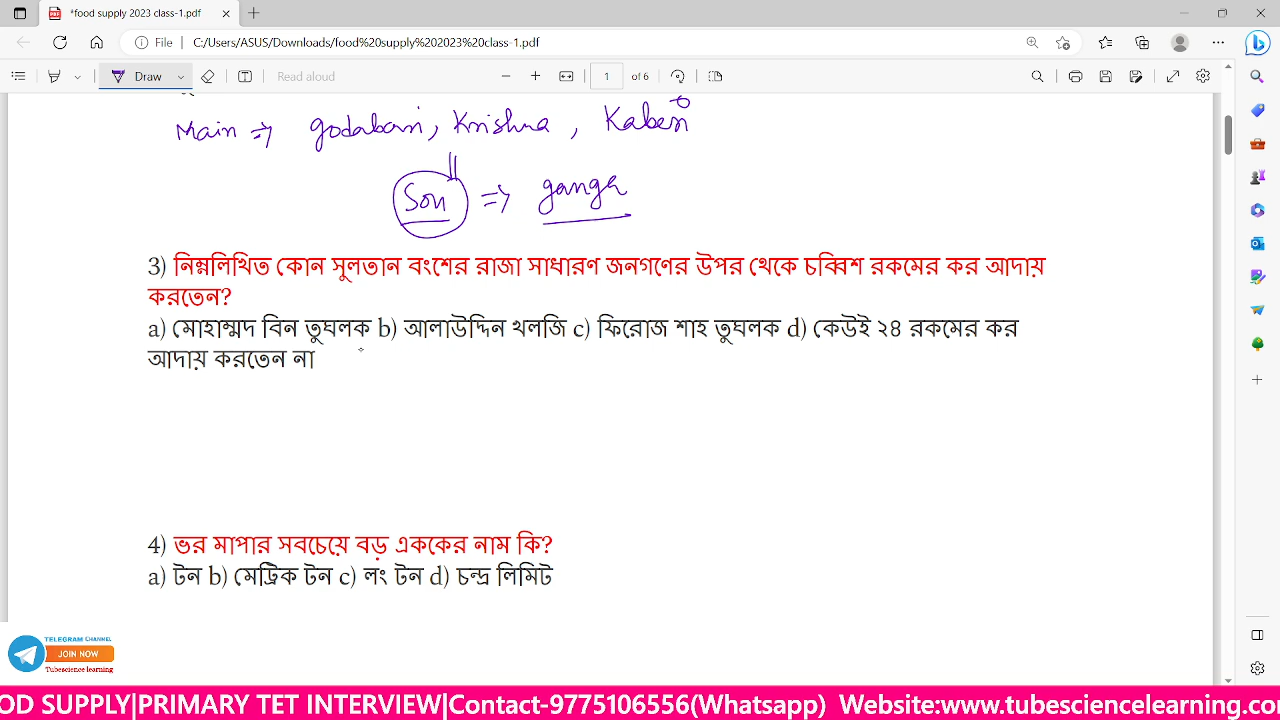 *food supply 2023 class-1.pdf
File C:/Users/ASUS/Downloads/food%20supply%202023%20class-1.pdf
Draw Read aloud 1 of 6
Main ⇒ godabari, Krishna, Kaberi
Son ⇒ ganga
3) নিম্নলিখিত কোন সুলতান বংশের রাজা সাধারণ জনগণের উপর থেকে চব্বিশ রকমের কর আদায়
করতেন?
a) মোহাম্মদ বিন তুঘলক b) আলাউদ্দিন খলজি c) ফিরোজ শাহ তুঘলক d) কেউই ২৪ রকমের কর
আদায় করতেন না
4) ভর মাপার সবচেয়ে বড় এককের নাম কি?
a) টন b) মেট্রিক টন c) লং টন d) চন্দ্র লিমিট
TELEGRAM CHANNEL
JOIN NOW
Tubescience learning
OD SUPPLY|PRIMARY TET INTERVIEW|Contact-9775106556(Whatsapp) Website:www.tubesciencelearning.co